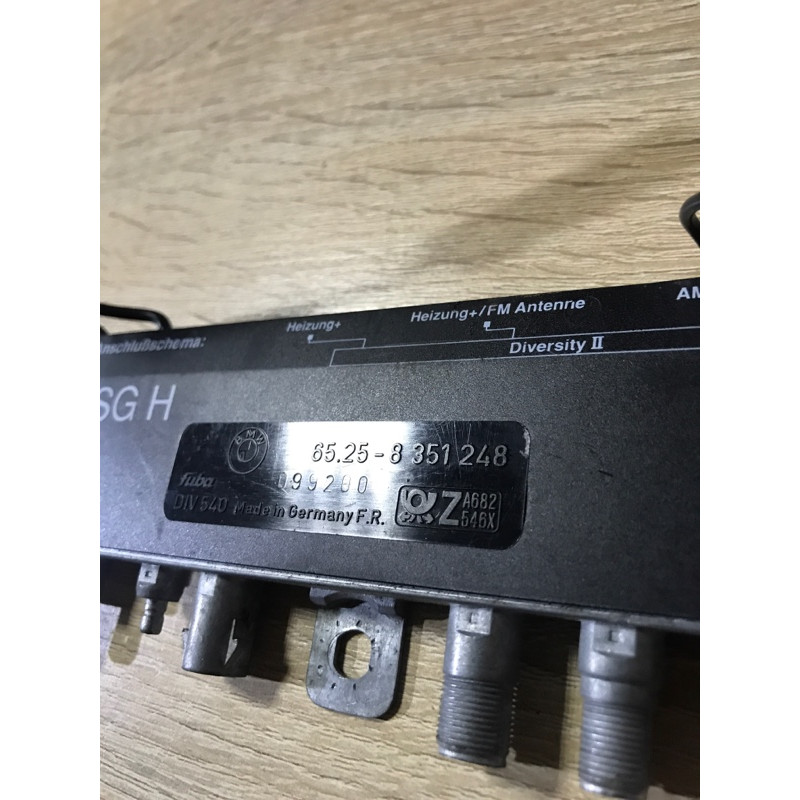 Heizung+
Heizung+/FM Antenne
AM
Anschlußschema:
Diversity II
SG H
BMW
65.25-8 351 248
fuba
099200
DIV 540 Made in Germany F.R.
Z A682
546X